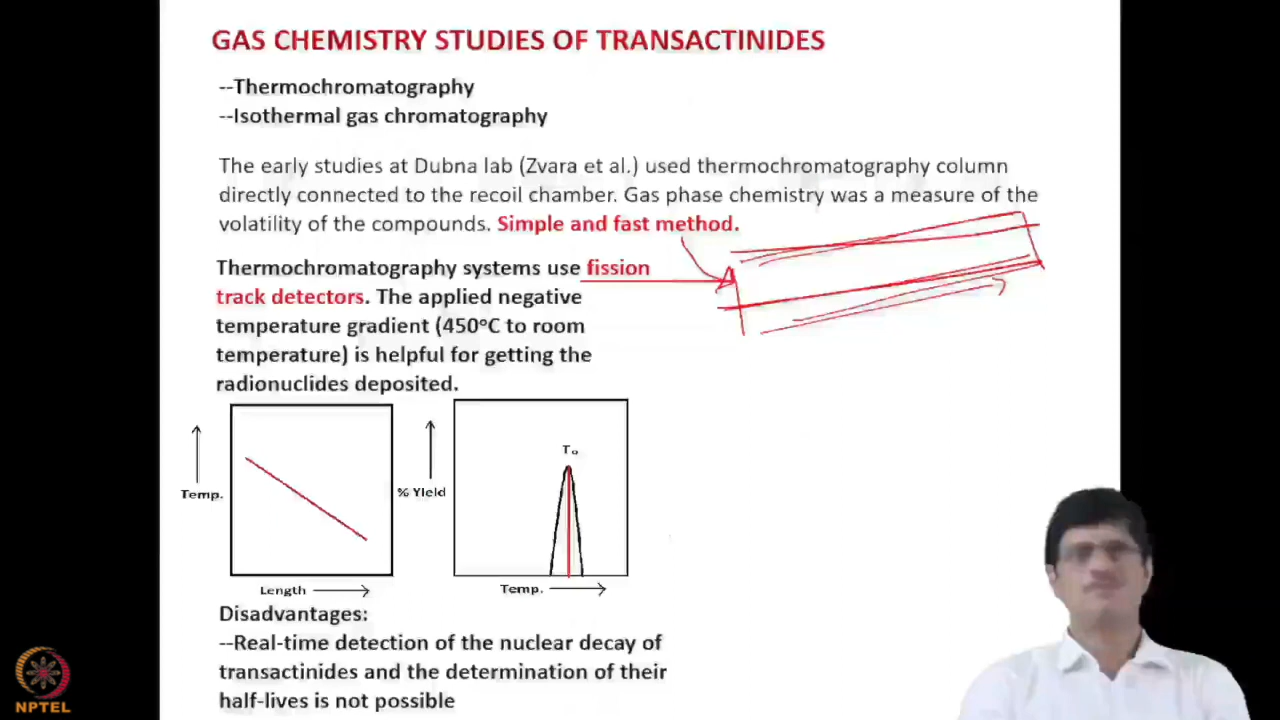 GAS CHEMISTRY STUDIES OF TRANSACTINIDES
--Thermochromatography
--Isothermal gas chromatography
The early studies at Dubna lab (Zvara et al.) used thermochromatography column
directly connected to the recoil chamber. Gas phase chemistry was a measure of the
volatility of the compounds. Simple and fast method.
Thermochromatography systems use fission
track detectors. The applied negative
temperature gradient (450°C to room
temperature) is helpful for getting the
radionuclides deposited.
Temp.
Length
% Yield
Tₒ
Temp.
Disadvantages:
--Real-time detection of the nuclear decay of
transactinides and the determination of their
half-lives is not possible
NPTEL